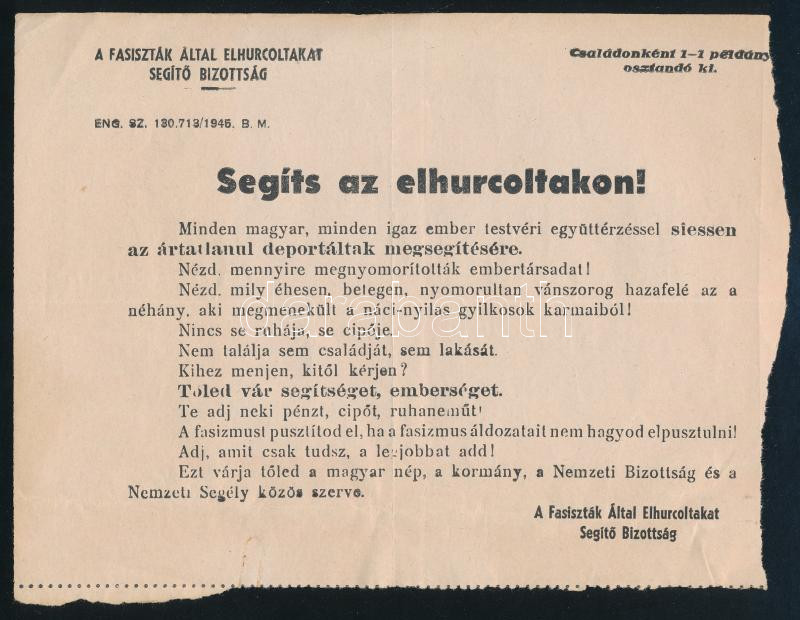 A FASISZTÁK ÁLTAL ELHURCOLTAKAT
SEGÍTŐ BIZOTTSÁG
Családonként 1–1 példány
osztandó ki.
ENG. SZ. 130.713/1945. B. M.
Segíts az elhurcoltakon!
Minden magyar, minden igaz ember testvéri együttérzéssel siessen
az ártatlanul deportáltak megsegítésére.
Nézd, mennyire megnyomorították embertársadat!
Nézd, mily éhesen, betegen, nyomorultan vánszorog hazafelé az a
néhány, aki megmenekült a náci-nyilas gyilkosok karmaiból!
Nincs se ruhája, se cipője.
Nem találja sem családját, sem lakását.
Kihez menjen, kitől kérjen?
Tőled vár segítséget, emberséget.
Te adj neki pénzt, cipőt, ruhaneműt!
A fasizmust pusztítod el, ha a fasizmus áldozatait nem hagyod elpusztulni!
Adj, amit csak tudsz, a legjobbat add!
Ezt várja tőled a magyar nép, a kormány, a Nemzeti Bizottság és a
Nemzeti Segély közös szerve.
A Fasiszták Által Elhurcoltakat
Segítő Bizottság
darabanth